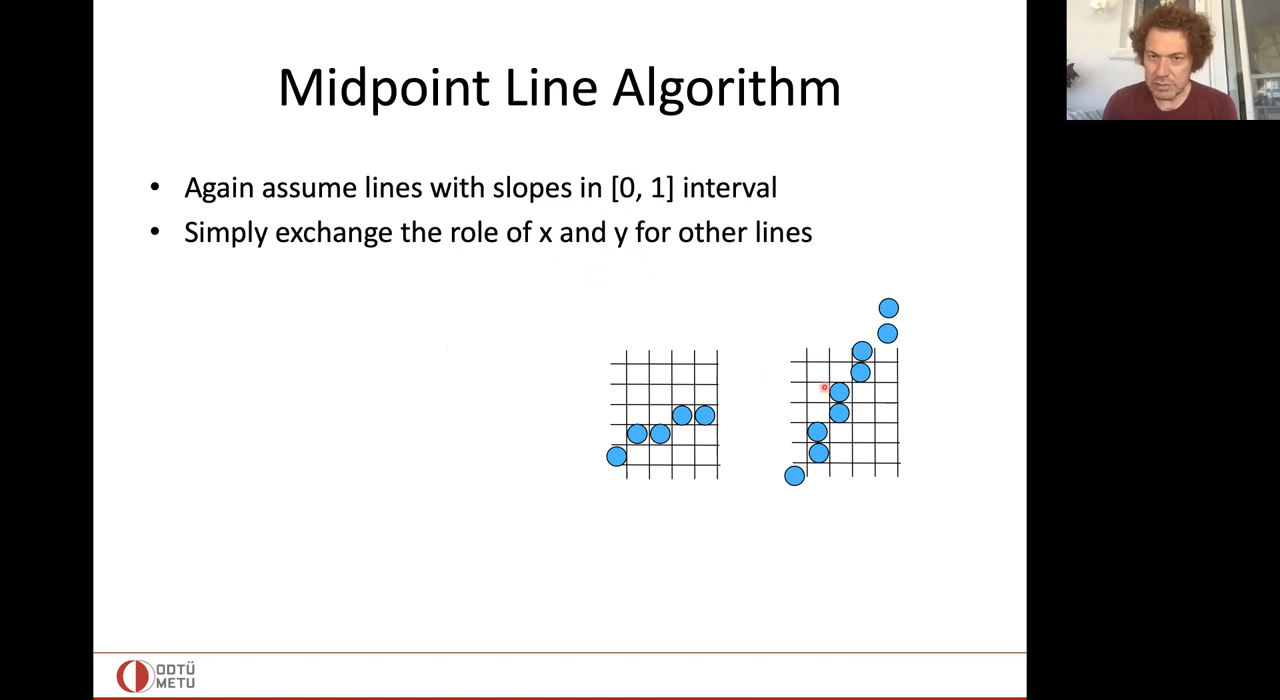 Midpoint Line Algorithm
• Again assume lines with slopes in [0, 1] interval
• Simply exchange the role of x and y for other lines
ODTÜ
METU